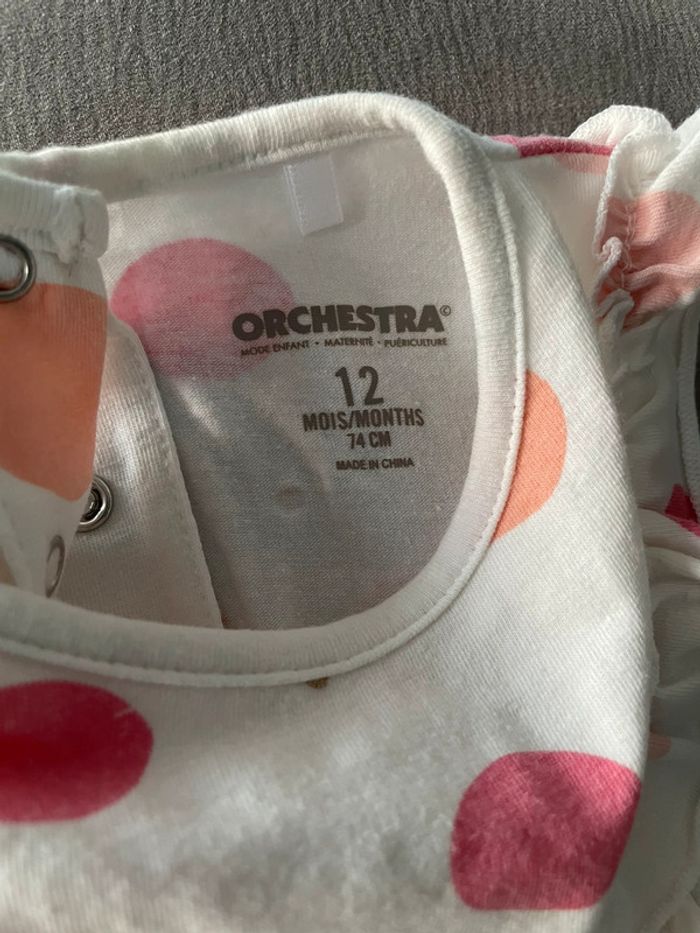 ORCHESTRA©
MODE ENFANT • MATERNITÉ • PUÉRICULTURE
12
MOIS/MONTHS
74 CM
MADE IN CHINA